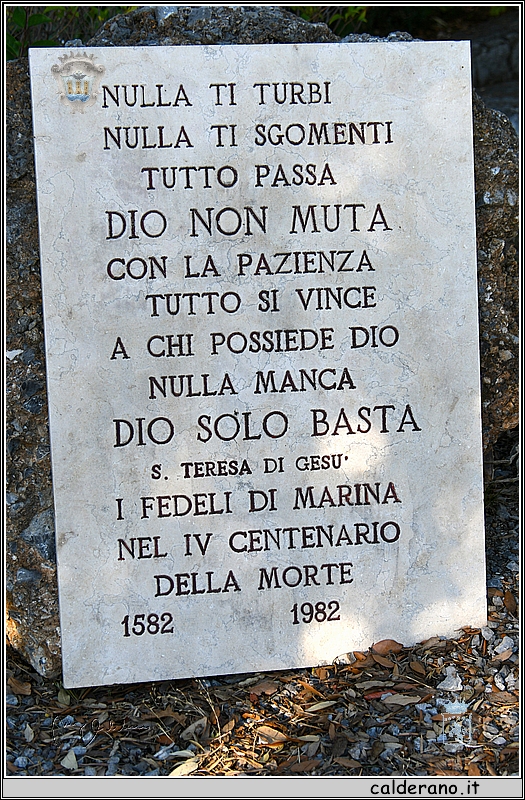 NULLA TI TURBI
NULLA TI SGOMENTI
TUTTO PASSA
DIO NON MUTA
CON LA PAZIENZA
TUTTO SI VINCE
A CHI POSSIEDE DIO
NULLA MANCA
DIO SOLO BASTA
S. TERESA DI GESU'
I FEDELI DI MARINA
NEL IV CENTENARIO
DELLA MORTE
1582 1982
calderano.it